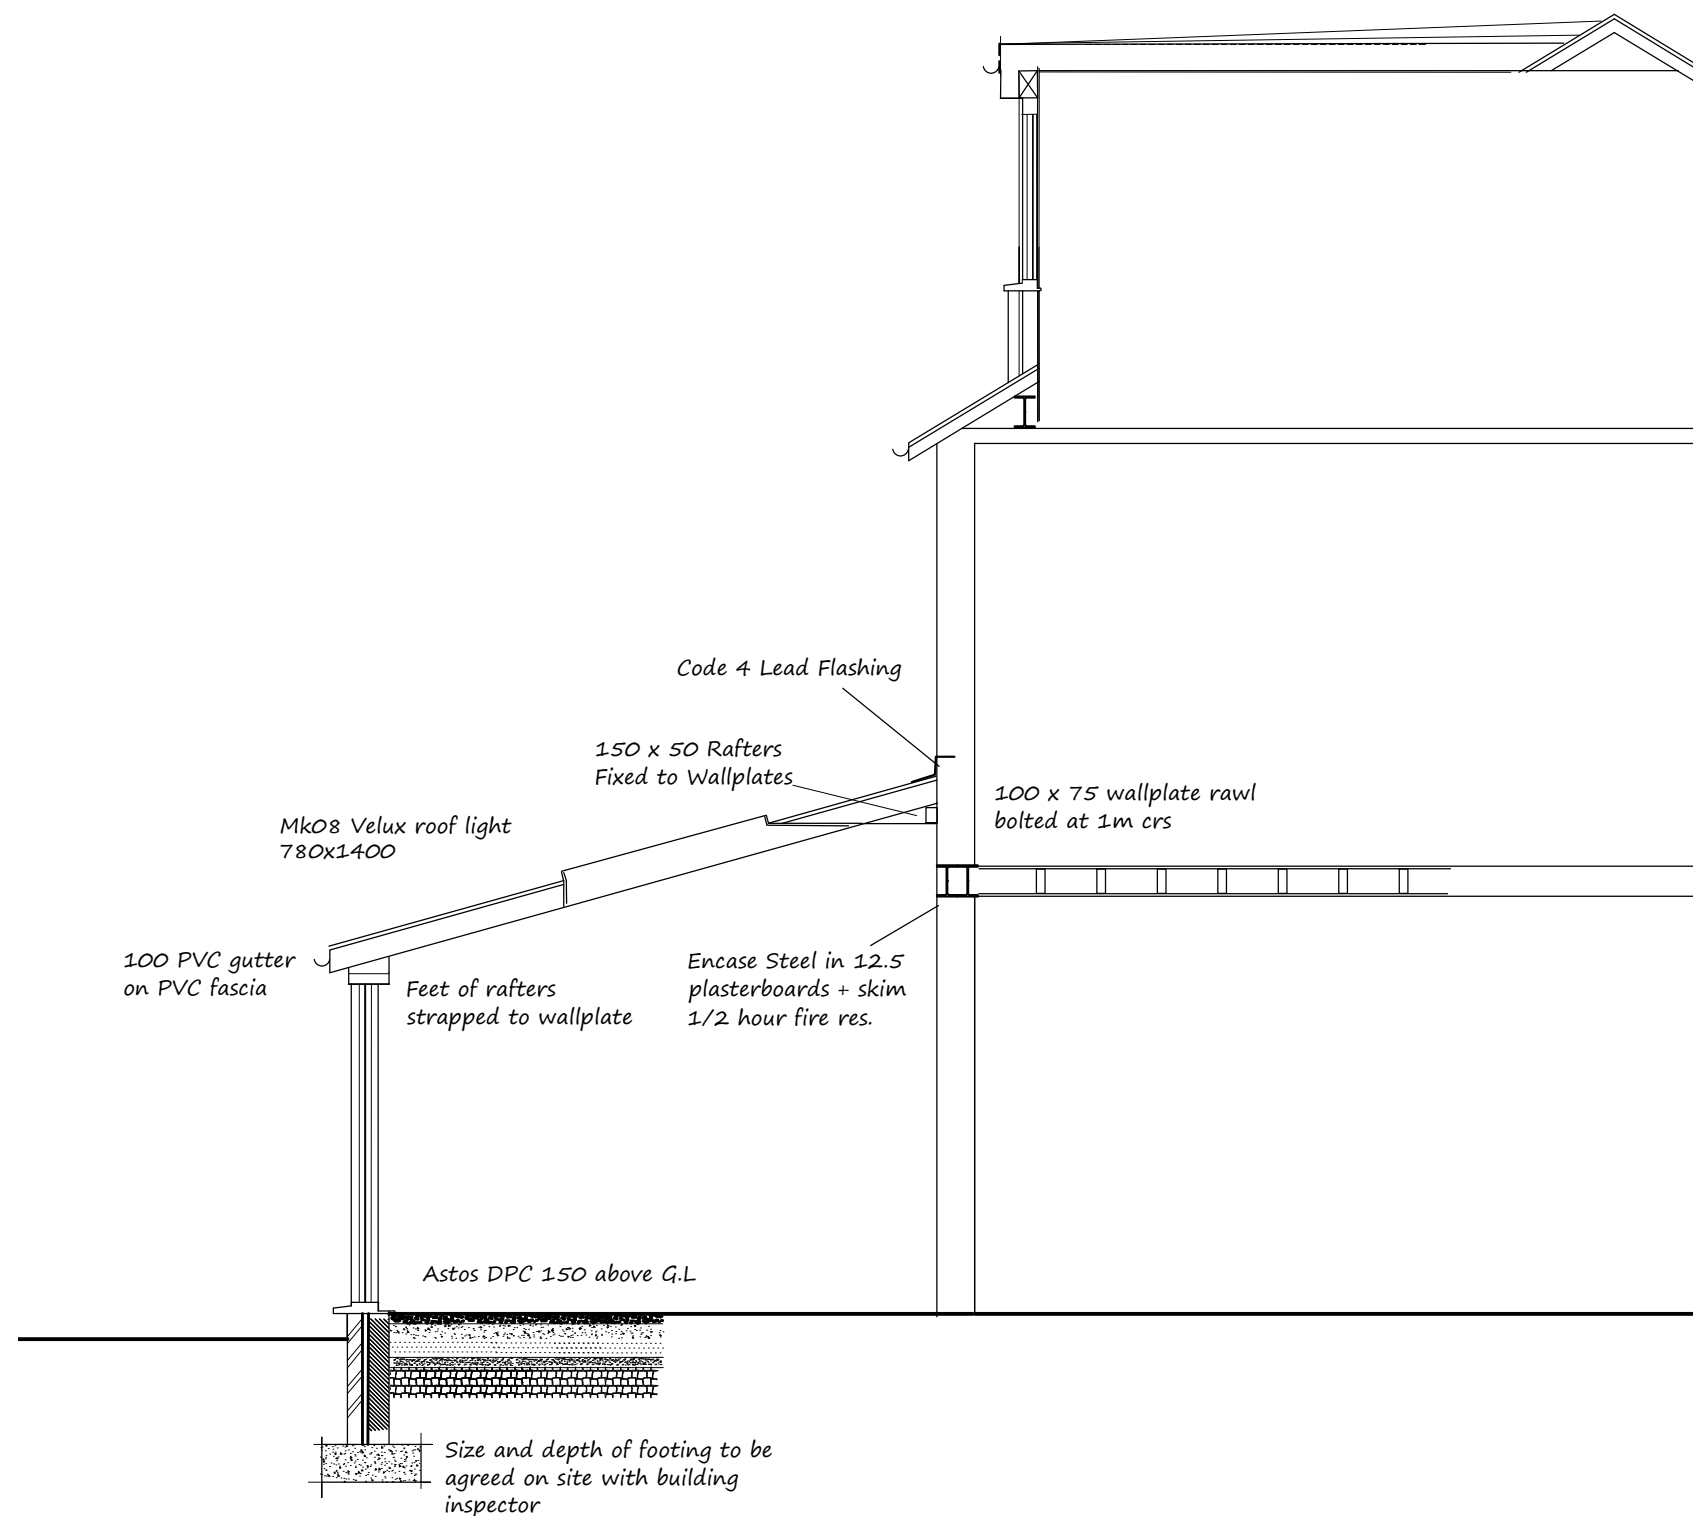 Code 4 Lead Flashing
150 x 50 Rafters
Fixed to Wallplates
100 x 75 wallplate rawl
bolted at 1m crs
Mk08 Velux roof light
780x1400
100 PVC gutter
on PVC fascia
Feet of rafters
strapped to wallplate
Encase Steel in 12.5
plasterboards + skim
1/2 hour fire res.
Astos DPC 150 above G.L
Size and depth of footing to be
agreed on site with building
inspector